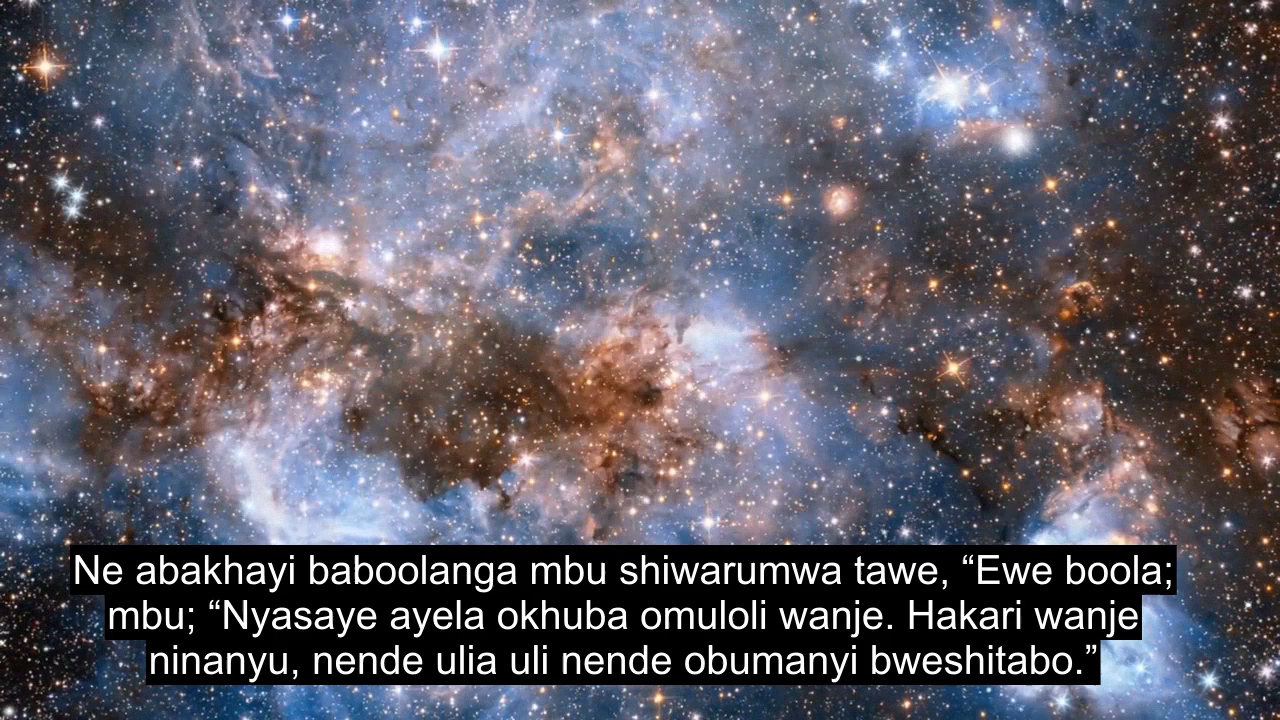 Ne abakhayi baboolanga mbu shiwarumwa tawe, “Ewe boola;
mbu; “Nyasaye ayela okhuba omuloli wanje. Hakari wanje
ninanyu, nende ulia uli nende obumanyi bweshitabo.”